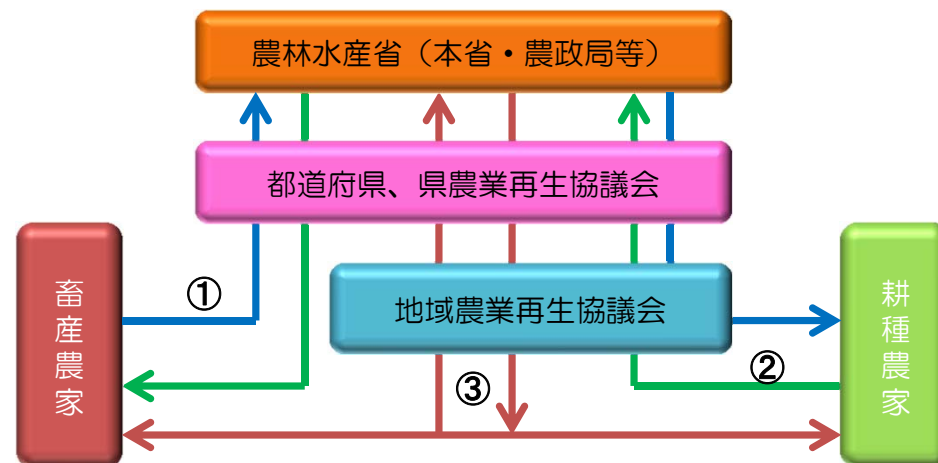 農林水産省（本省・農政局等）
都道府県、県農業再生協議会
畜産農家
①
地域農業再生協議会
耕種農家
②
③